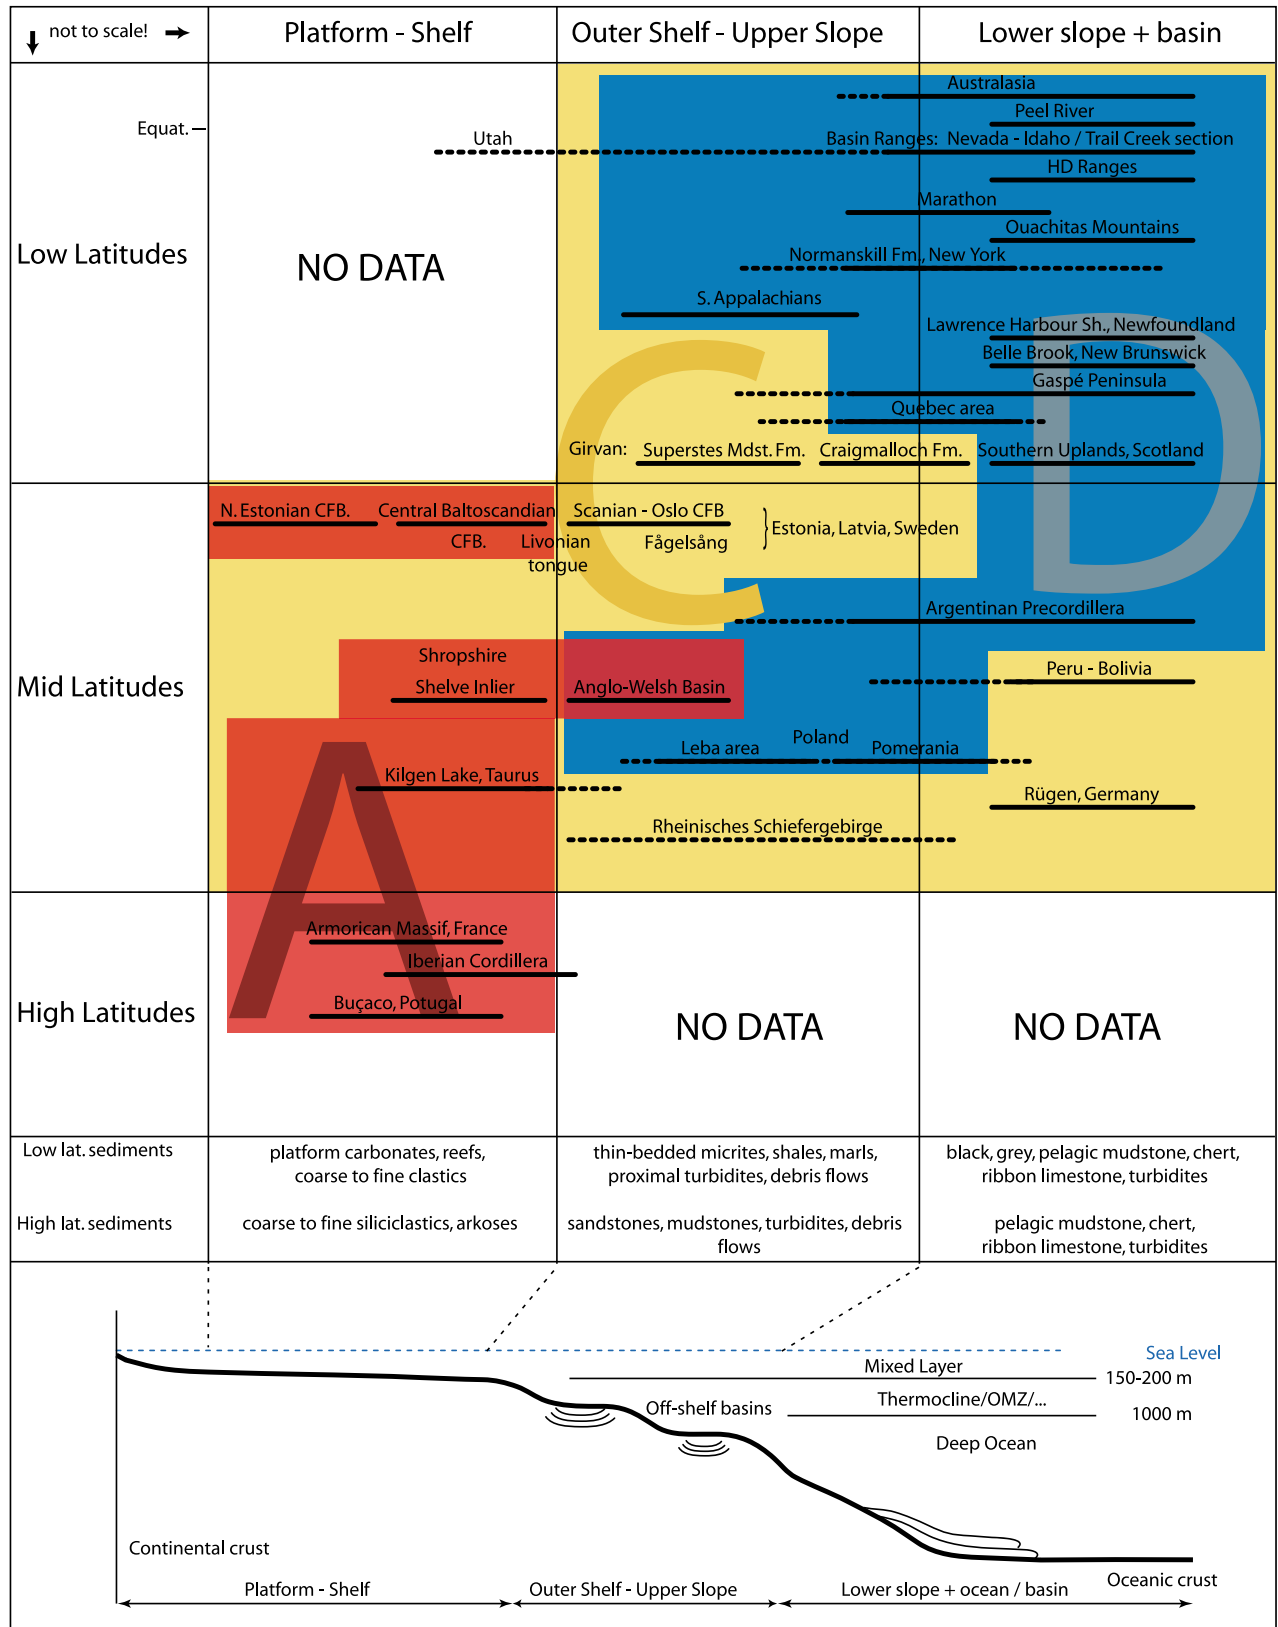 not to scale!
Platform - Shelf
Outer Shelf - Upper Slope
Lower slope + basin
Australasia
Peel River
Equat.
Utah
Basin Ranges: Nevada - Idaho / Trail Creek section
HD Ranges
Marathon
Ouachitas Mountains
Low Latitudes
NO DATA
Normanskill Fm., New York
S. Appalachians
Lawrence Harbour Sh., Newfoundland
Belle Brook, New Brunswick
Gaspé Peninsula
Quebec area
C
D
Girvan:
Superstes Mdst. Fm.
Craigmalloch Fm.
Southern Uplands, Scotland
N. Estonian CFB.
Central Baltoscandian
CFB.
Livonian
tongue
Scanian - Oslo CFB
Fågelsång
} Estonia, Latvia, Sweden
Argentinan Precordillera
Mid Latitudes
Shropshire
Shelve Inlier
Anglo-Welsh Basin
Peru - Bolivia
Poland
Leba area
Pomerania
Kilgen Lake, Taurus
Rügen, Germany
Rheinisches Schiefergebirge
A
High Latitudes
Armorican Massif, France
Iberian Cordillera
Buçaco, Potugal
NO DATA
NO DATA
Low lat. sediments
platform carbonates, reefs,
coarse to fine clastics
thin-bedded micrites, shales, marls,
proximal turbidites, debris flows
black, grey, pelagic mudstone, chert,
ribbon limestone, turbidites
High lat. sediments
coarse to fine siliciclastics, arkoses
sandstones, mudstones, turbidites, debris
flows
pelagic mudstone, chert,
ribbon limestone, turbidites
Sea Level
Mixed Layer
150-200 m
Thermocline/OMZ/...
Off-shelf basins
1000 m
Deep Ocean
Continental crust
Oceanic crust
Platform - Shelf
Outer Shelf - Upper Slope
Lower slope + ocean / basin